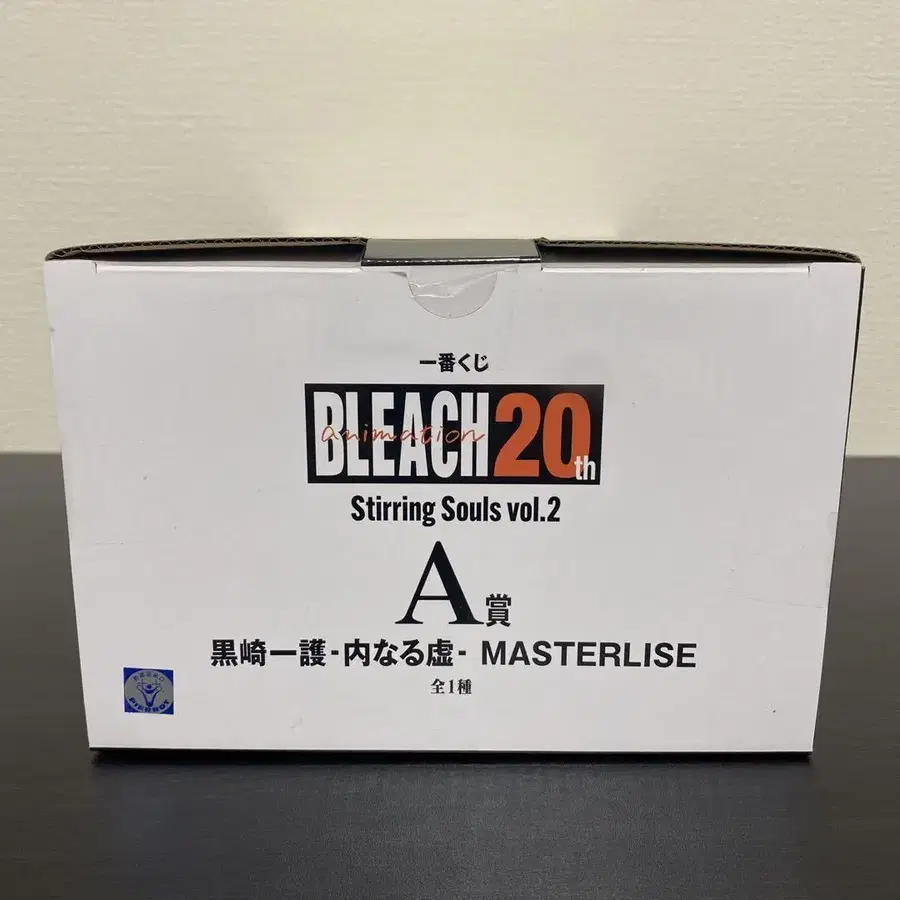 一番くじ
BLEACH 20th
animation
Stirring Souls vol.2
A賞
黒崎一護-内なる虚- MASTERLISE
全1種
PIERROT